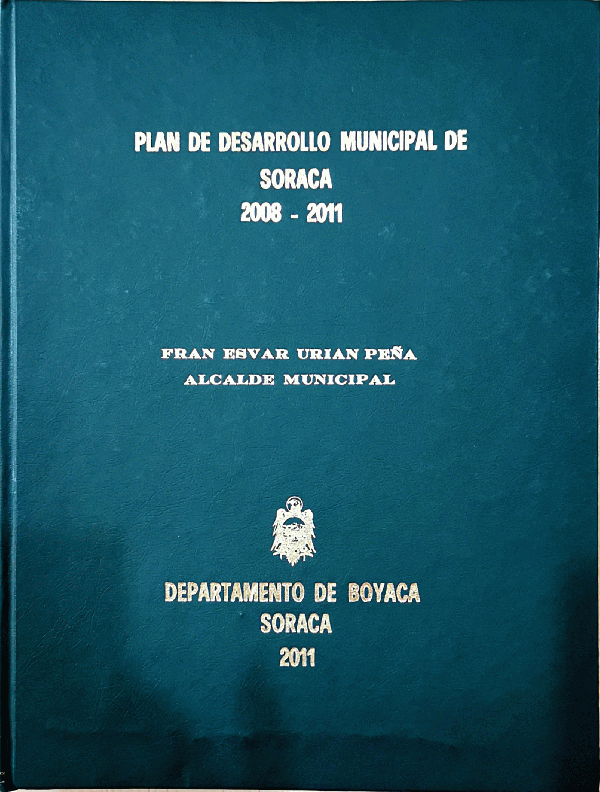 PLAN DE DESARROLLO MUNICIPAL DE
SORACA
2008 - 2011
FRAN ESVAR URIAN PEÑA
ALCALDE MUNICIPAL
DEPARTAMENTO DE BOYACA
SORACA
2011